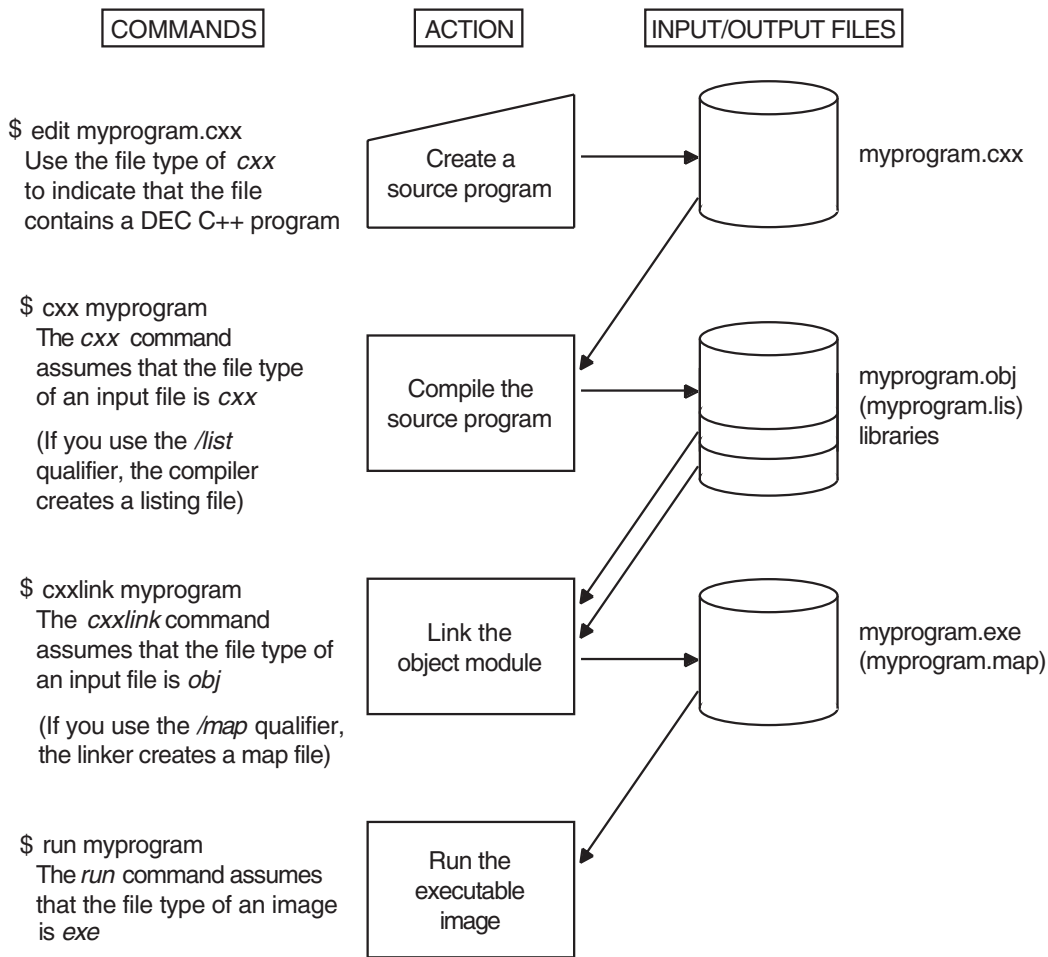 COMMANDS
ACTION
INPUT/OUTPUT FILES
$ edit myprogram.cxx
Use the file type of cxx
to indicate that the file
contains a DEC C++ program
Create a
source program
myprogram.cxx
$ cxx myprogram
The cxx command
assumes that the file type
of an input file is cxx
(If you use the /list
qualifier, the compiler
creates a listing file)
Compile the
source program
myprogram.obj
(myprogram.lis)
libraries
$ cxxlink myprogram
The cxxlink command
assumes that the file type of
an input file is obj
(If you use the /map qualifier,
the linker creates a map file)
Link the
object module
myprogram.exe
(myprogram.map)
$ run myprogram
The run command assumes
that the file type of an image
is exe
Run the
executable
image